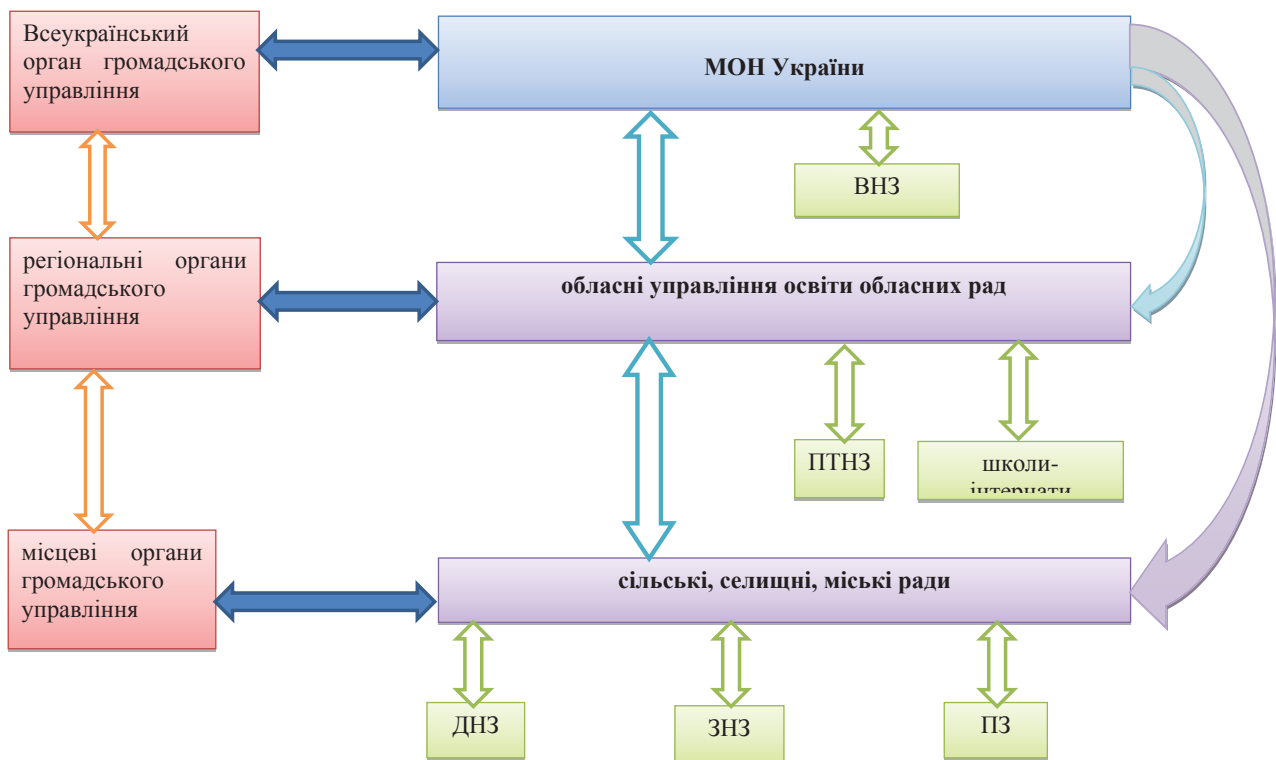 Всеукраїнський
орган громадського
управління
МОН України
ВНЗ
регіональні органи
громадського
управління
обласні управління освіти обласних рад
ПТНЗ
школи-
інтернати
місцеві органи
громадського
управління
сільські, селищні, міські ради
ДНЗ
ЗНЗ
ПЗ